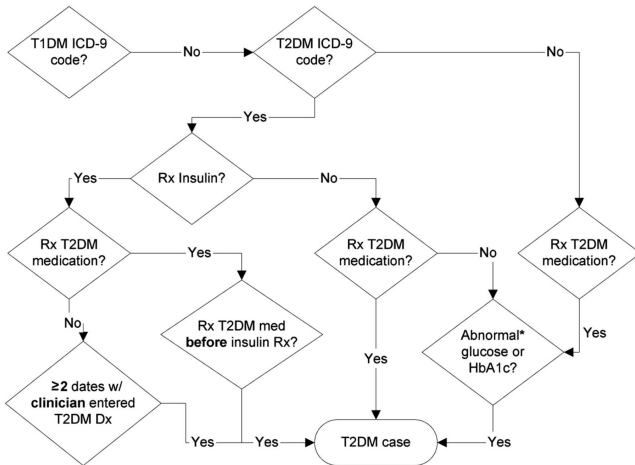 T1DM ICD-9
code?
No
T2DM ICD-9
code?
No
Yes
Rx Insulin?
Yes
No
Rx T2DM
medication?
Yes
Rx T2DM
medication?
No
Rx T2DM
medication?
No
Rx T2DM med
before insulin Rx?
Yes
Abnormal*
glucose or
HbA1c?
Yes
≥2 dates w/
clinician entered
T2DM Dx
Yes
Yes
T2DM case
Yes